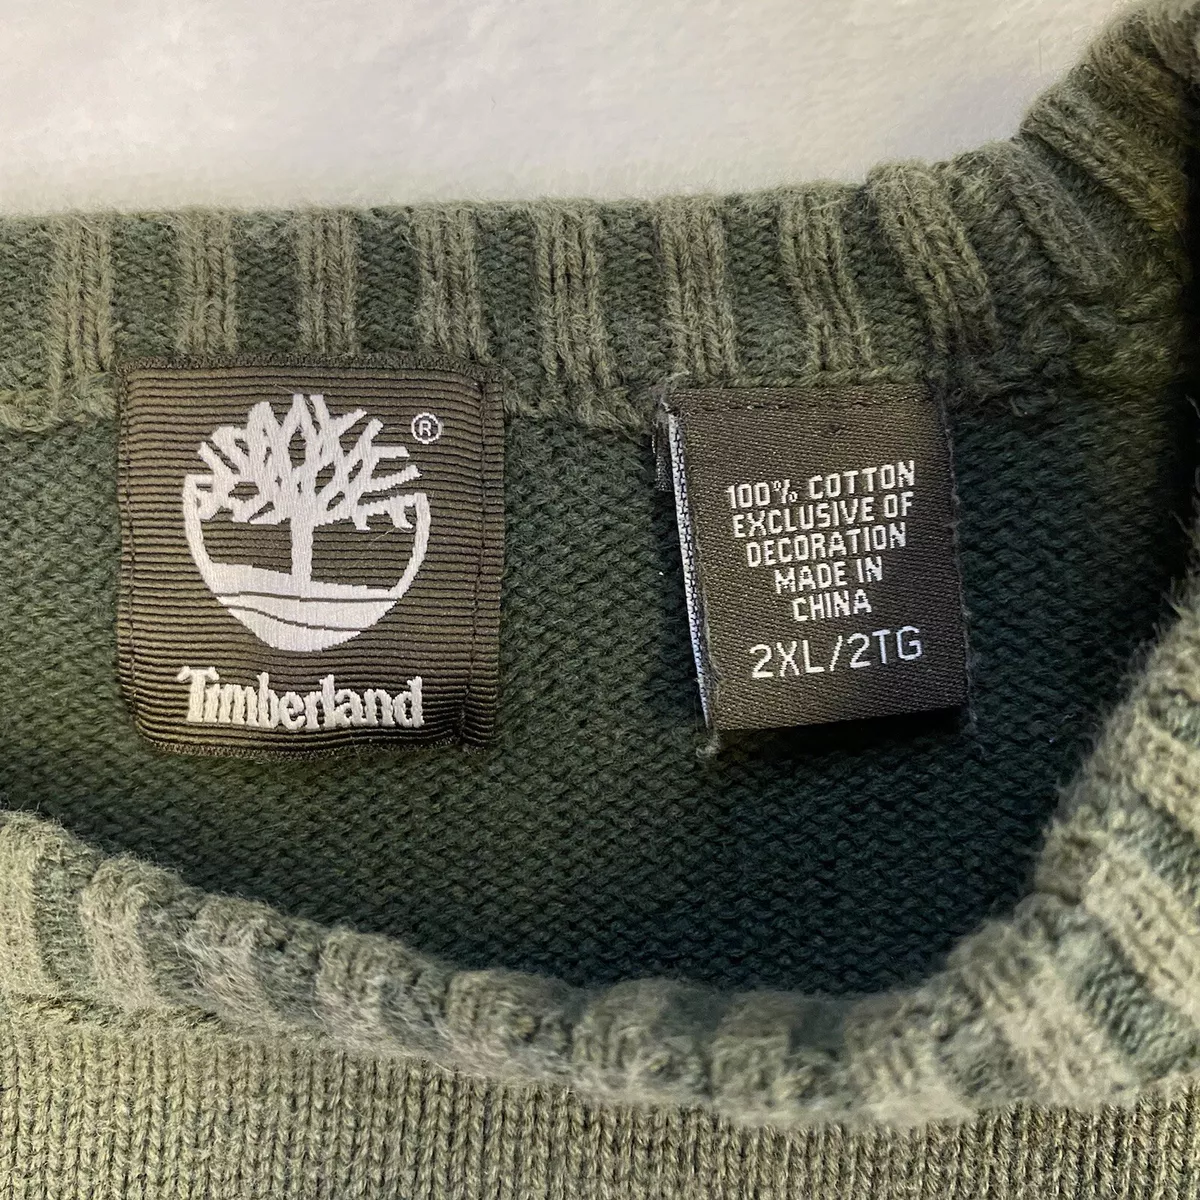 ®
Timberland
100% COTTON
EXCLUSIVE OF
DECORATION
MADE IN
CHINA
2XL/2TG